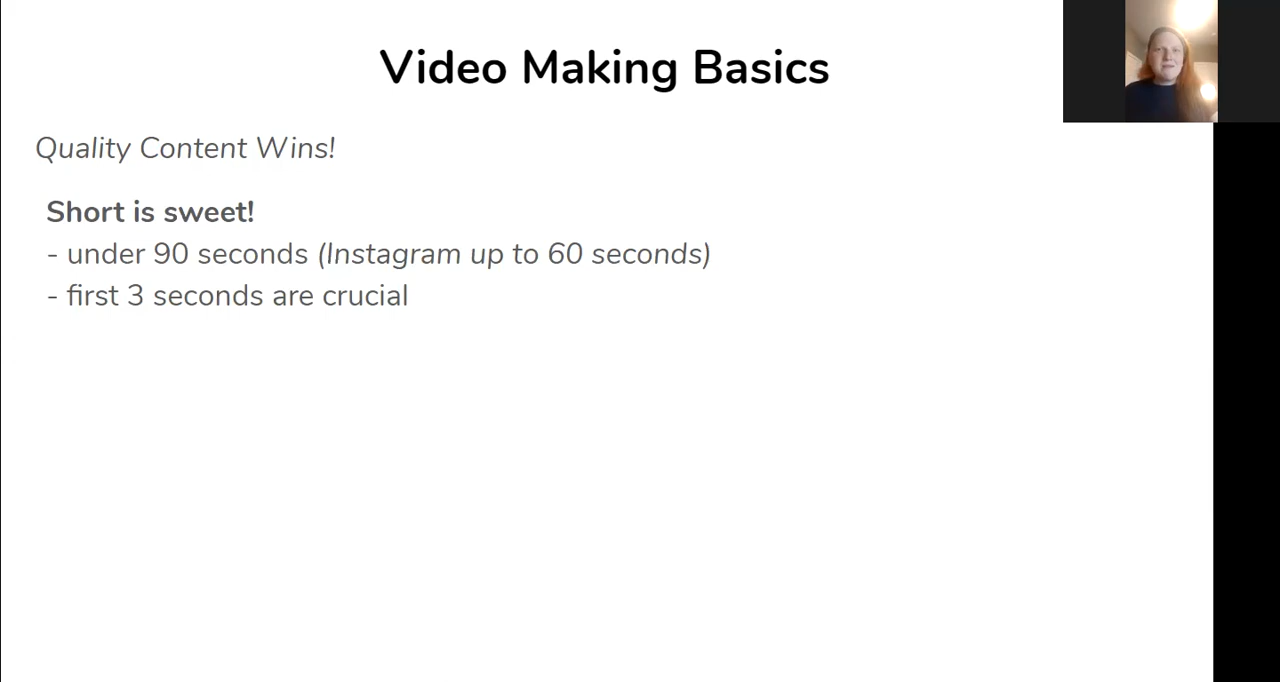 Video Making Basics
Quality Content Wins!
Short is sweet!
- under 90 seconds (Instagram up to 60 seconds)
- first 3 seconds are crucial